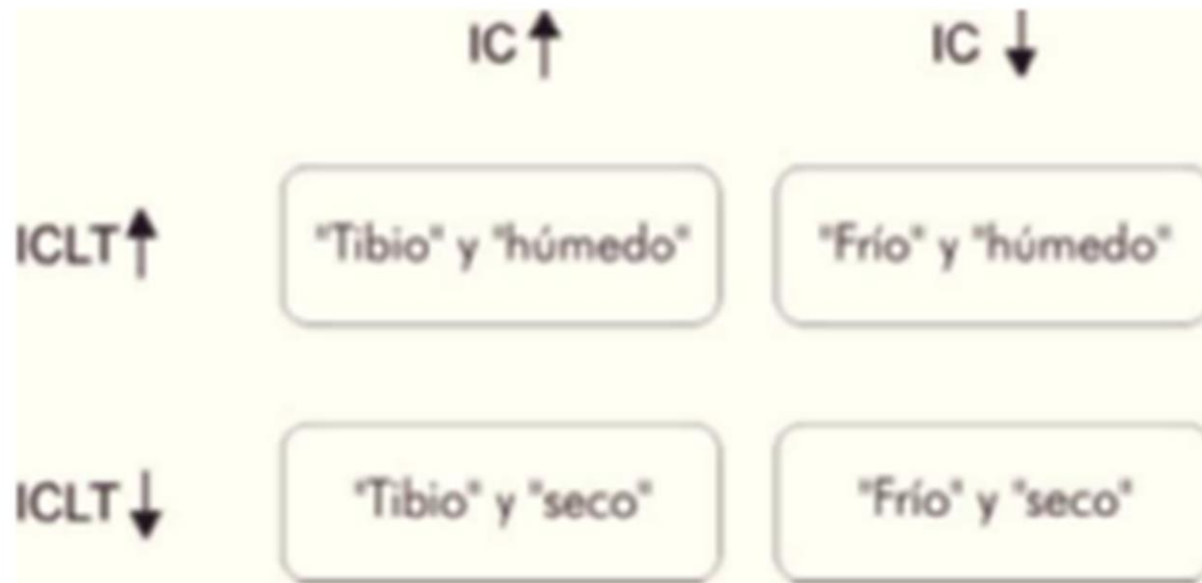 IC ↑ IC ↓
ICLT ↑ "Tibio" y "húmedo" "Frío" y "húmedo"
ICLT ↓ "Tibio" y "seco" "Frío" y "seco"